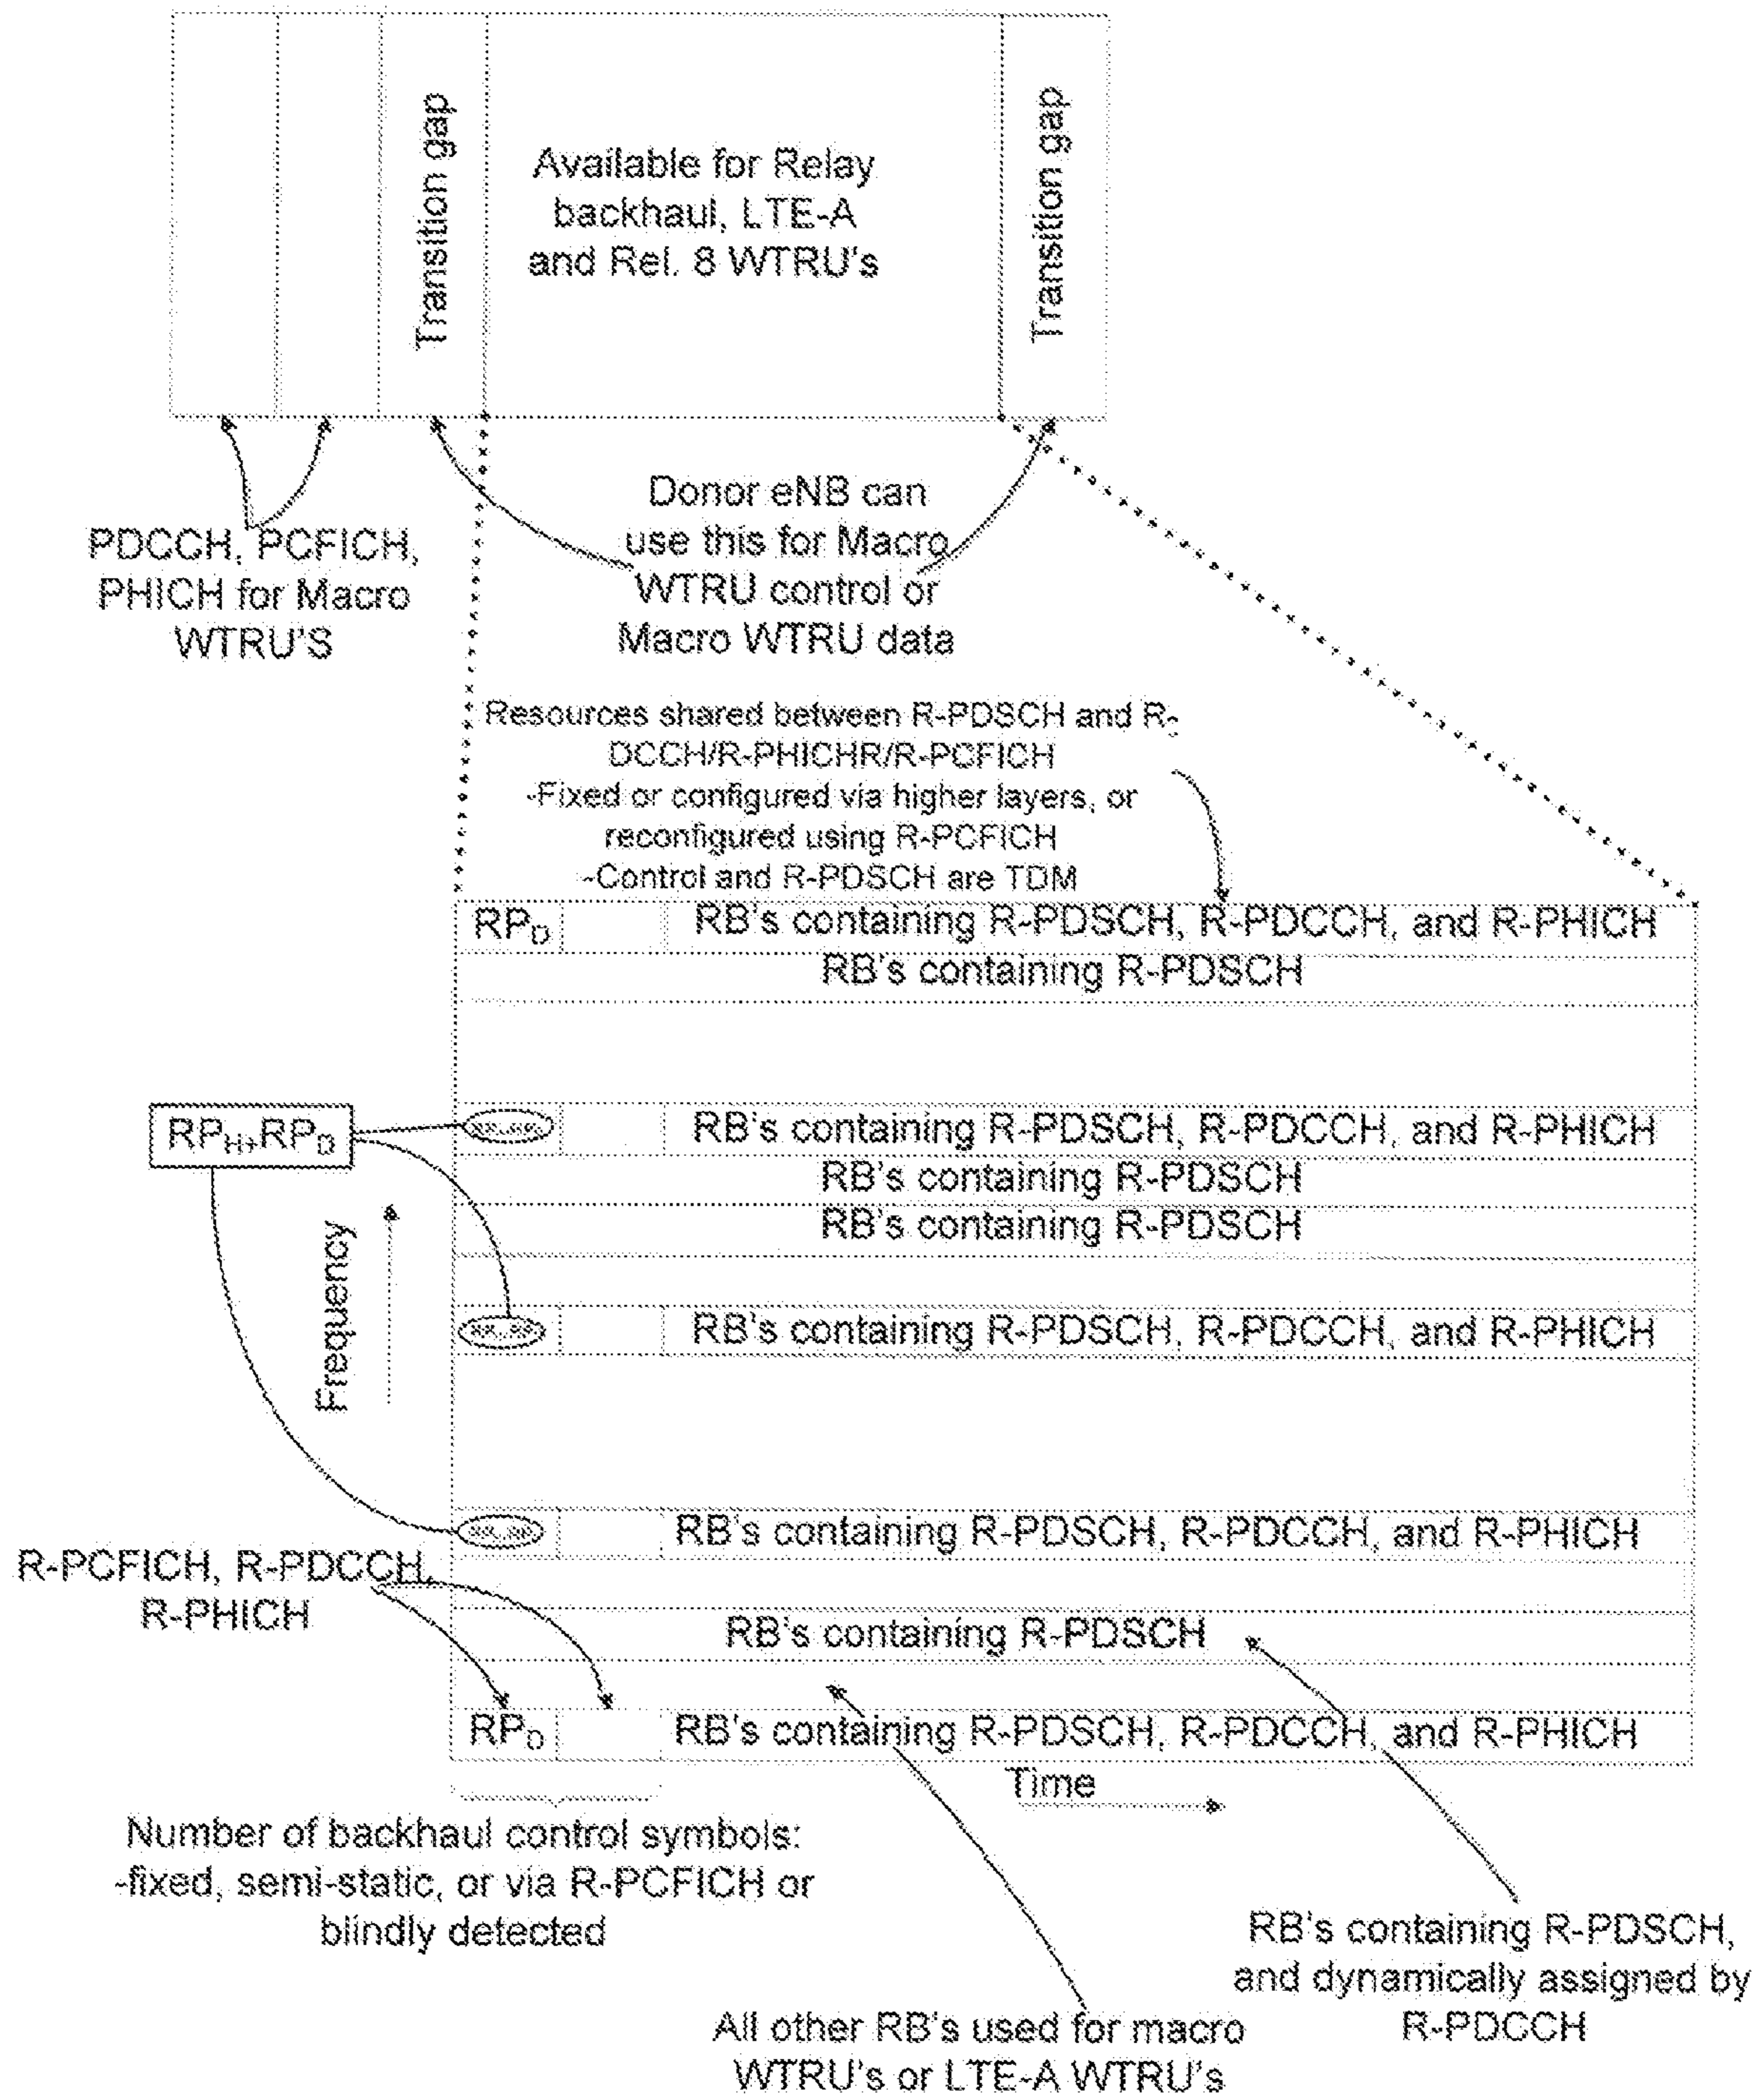 Transition gap
Available for Relay
backhaul, LTE-A
and Rel. 8 WTRU's
Transition gap
PDCCH, PCFICH,
PHICH for Macro
WTRU'S
Donor eNB can
use this for Macro
WTRU control or
Macro WTRU data
Resources shared between R-PDSCH and R-
DCCH/R-PHICHR/R-PCFICH
-Fixed or configured via higher layers, or
reconfigured using R-PCFICH
-Control and R-PDSCH are TDM
RPD RB's containing R-PDSCH, R-PDCCH, and R-PHICH
RB's containing R-PDSCH
RPH,RPD
RB's containing R-PDSCH, R-PDCCH, and R-PHICH
RB's containing R-PDSCH
RB's containing R-PDSCH
Frequency
RB's containing R-PDSCH, R-PDCCH, and R-PHICH
RB's containing R-PDSCH, R-PDCCH, and R-PHICH
R-PCFICH, R-PDCCH,
R-PHICH
RB's containing R-PDSCH
RPD RB's containing R-PDSCH, R-PDCCH, and R-PHICH
Time
Number of backhaul control symbols:
-fixed, semi-static, or via R-PCFICH or
blindly detected
RB's containing R-PDSCH,
and dynamically assigned by
R-PDCCH
All other RB's used for macro
WTRU's or LTE-A WTRU's